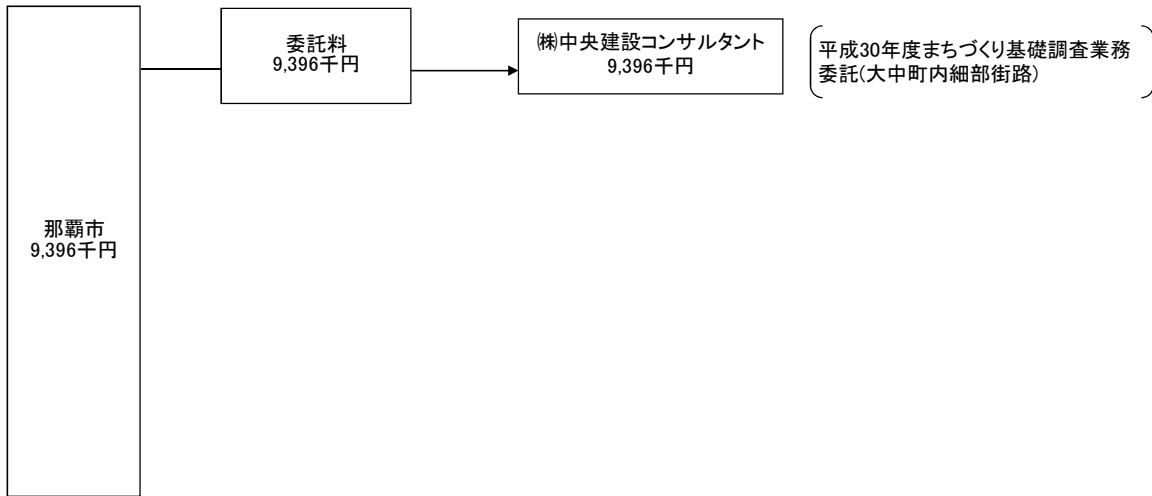 委託料
9,396千円
㈱中央建設コンサルタント
9,396千円
平成30年度まちづくり基礎調査業務
委託(大中町内細部街路)
那覇市
9,396千円